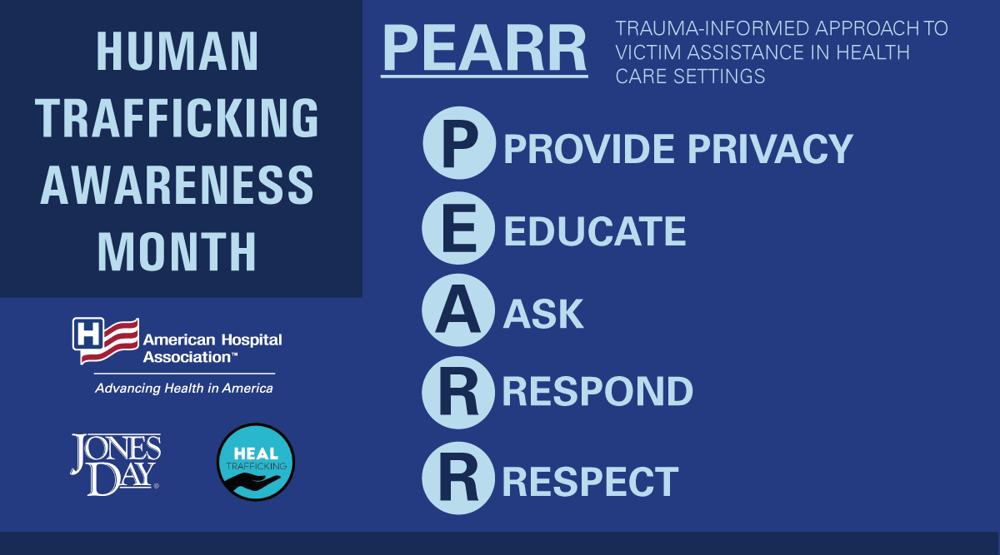 HUMAN
TRAFFICKING
AWARENESS
MONTH
H
American Hospital
Association™
Advancing Health in America
JONES
DAY®
HEAL
TRAFFICKING
PEARR
TRAUMA-INFORMED APPROACH TO
VICTIM ASSISTANCE IN HEALTH
CARE SETTINGS
P PROVIDE PRIVACY
E EDUCATE
A ASK
R RESPOND
R RESPECT